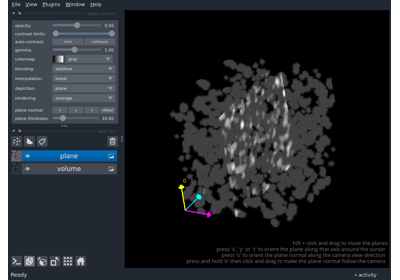 File View Plugins Window Help
opacity: 0.50
contrast limits:
auto-contrast: once continuous
gamma: 1.00
colormap: gray
blending: additive
interpolation: linear
depiction: plane
rendering: average
plane normal: x y z oblique
plane thickness: 10.00
plane
volume
shift + click and drag to move the planes
press 'x', 'y' or 'z' to orient the plane along that axis around the cursor
press 'o' to orient the plane normal along the camera view direction
press and hold 'o' then click and drag to make the plane normal follow the camera
Ready
activity